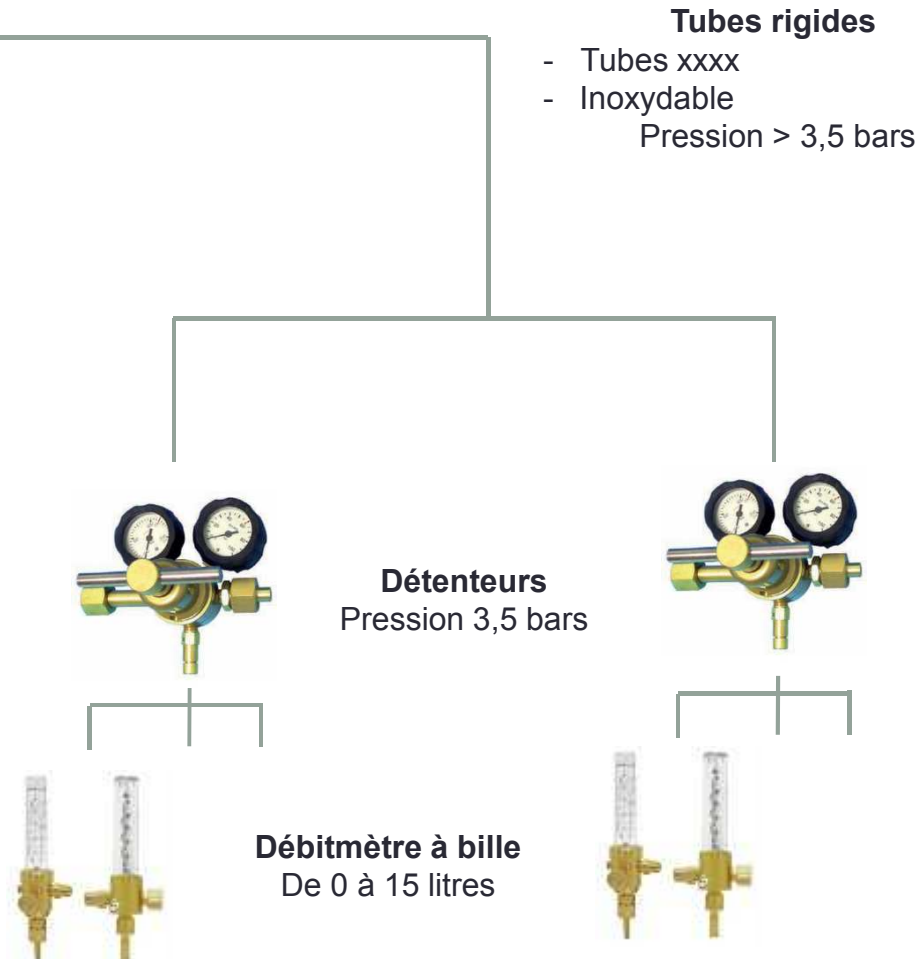 Tubes rigides
- Tubes xxxx
- Inoxydable
Pression > 3,5 bars
Détenteurs
Pression 3,5 bars
Débitmètre à bille
De 0 à 15 litres